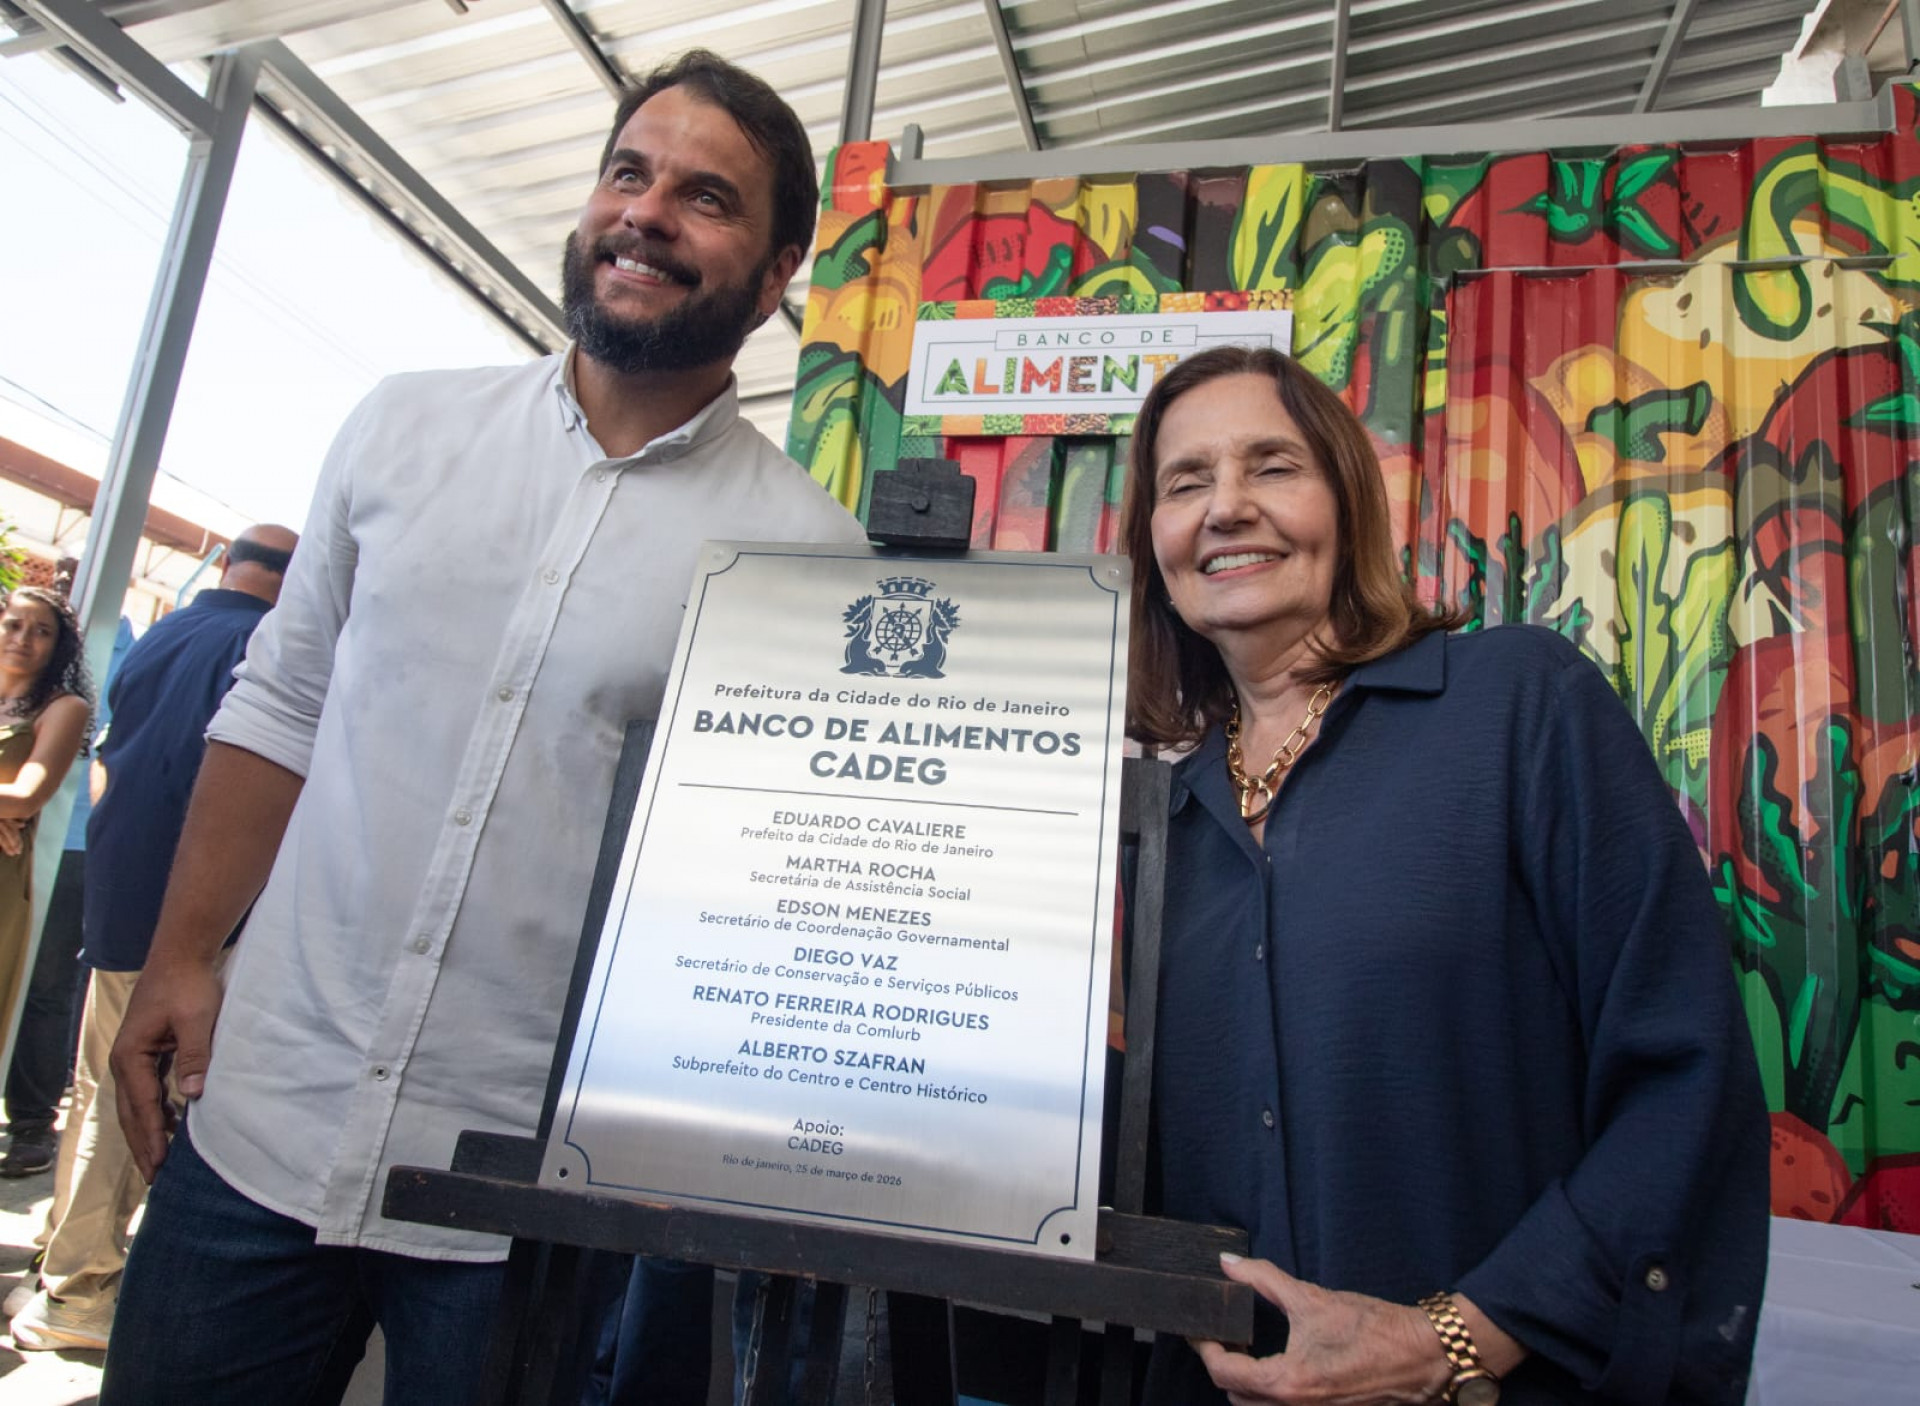 BANCO DE
ALIMENT
Prefeitura da Cidade do Rio de Janeiro
BANCO DE ALIMENTOS
CADEG
EDUARDO CAVALIERE
Prefeito da Cidade do Rio de Janeiro
MARTHA ROCHA
Secretária de Assistência Social
EDSON MENEZES
Secretário de Coordenação Governamental
DIEGO VAZ
Secretário de Conservação e Serviços Públicos
RENATO FERREIRA RODRIGUES
Presidente da Comlurb
ALBERTO SZAFRAN
Subprefeito do Centro e Centro Histórico
Apoio:
CADEG
Rio de janeiro, 25 de março de 2026